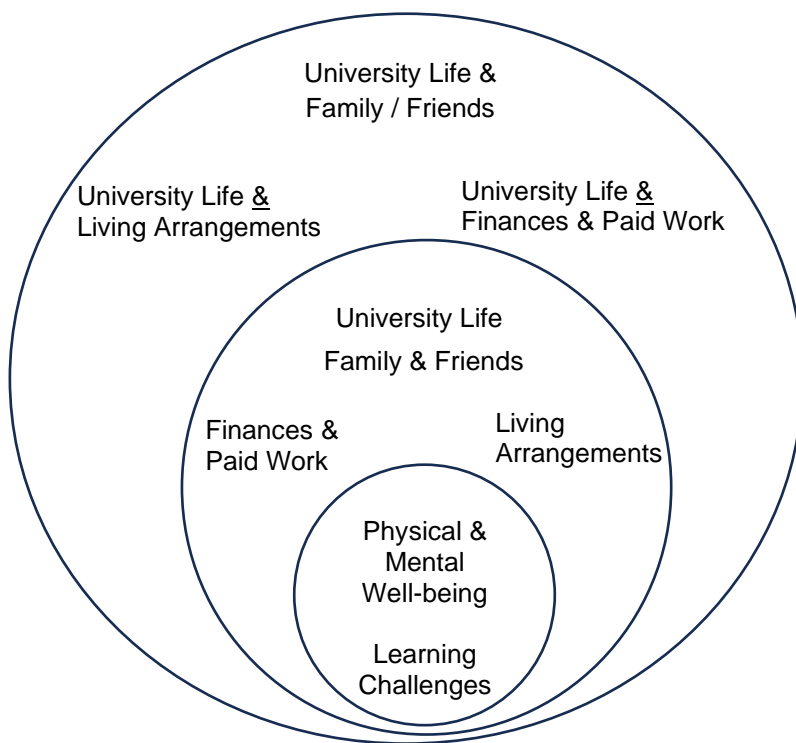 University Life &
Family / Friends
University Life &
Living Arrangements
University Life &
Finances & Paid Work
University Life
Family & Friends
Finances &
Paid Work
Living
Arrangements
Physical &
Mental
Well-being
Learning
Challenges